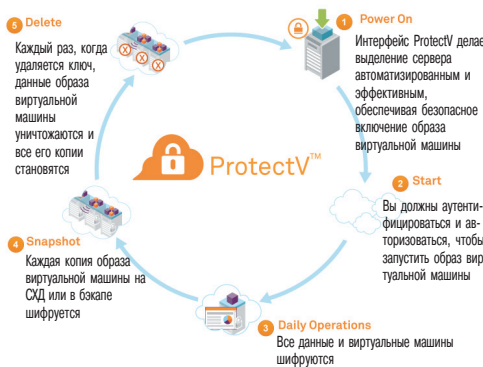 1 Power On
Интерфейс ProtectV делае
выделение сервера
автоматизированным и
эффективным,
обеспечивая безопасное
включение образа
виртуальной машины
2 Start
Вы должны аутенти-
фицироваться и ав-
торизоваться, чтобы
запустить образ вир
туальной машины
3 Daily Operations
Все данные и виртуальные машины
шифруются
4 Snapshot
Каждая копия образа
виртуальной машины на
СХД или в бэкапе
шифруется
5 Delete
Каждый раз, когда
удаляется ключ,
данные образа
виртуальной
машины
уничтожаются и
все его копии
становятся
ProtectV™